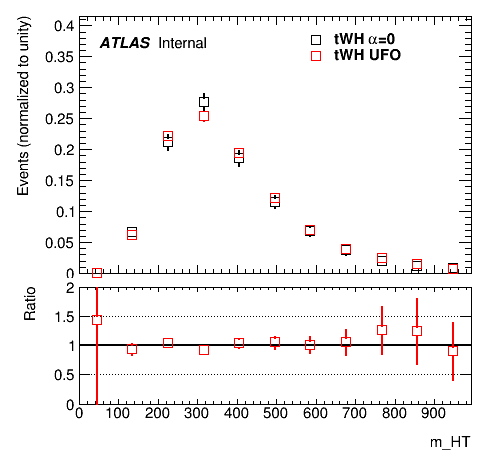 ATLAS Internal
tWH α=0
tWH UFO
Events (normalized to unity)
0.4
0.35
0.3
0.25
0.2
0.15
0.1
0.05
0
Ratio
2
1.5
1
0.5
0
0 100 200 300 400 500 600 700 800 900
m_HT